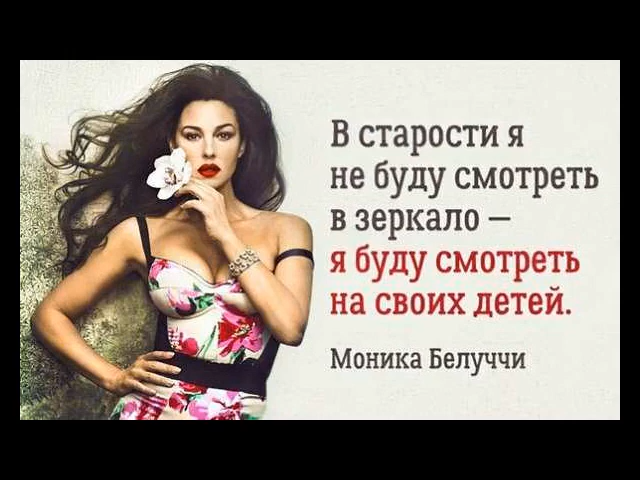 В старости я
не буду смотреть
в зеркало –
я буду смотреть
на своих детей.
Моника Белуччи